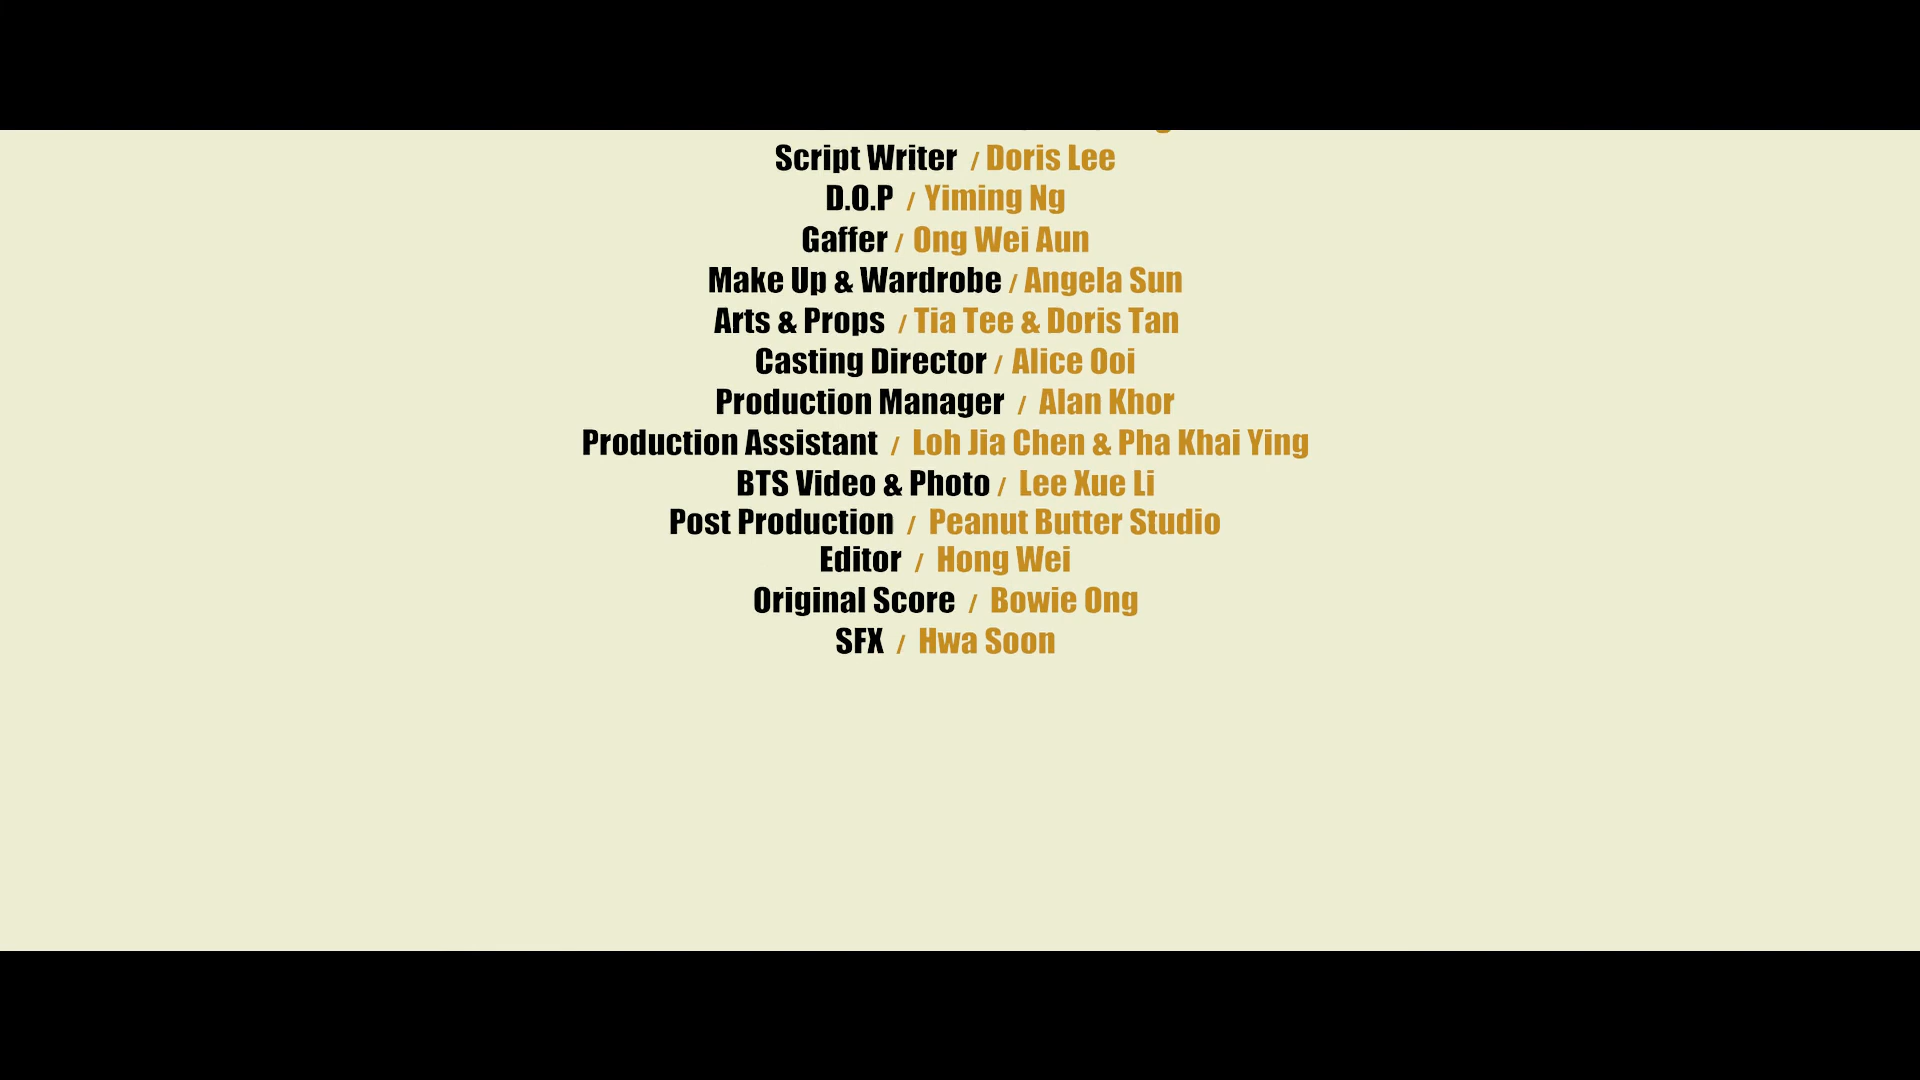 Script Writer / Doris Lee
D.O.P / Yiming Ng
Gaffer / Ong Wei Aun
Make Up & Wardrobe / Angela Sun
Arts & Props / Tia Tee & Doris Tan
Casting Director / Alice Ooi
Production Manager / Alan Khor
Production Assistant / Loh Jia Chen & Pha Khai Ying
BTS Video & Photo / Lee Xue Li
Post Production / Peanut Butter Studio
Editor / Hong Wei
Original Score / Bowie Ong
SFX / Hwa Soon